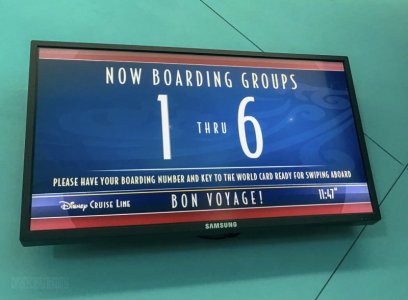 NOW BOARDING GROUPS
1 THRU 6
PLEASE HAVE YOUR BOARDING NUMBER AND KEY TO THE WORLD CARD READY FOR SWIPING ABOARD
Disney CRUISE LINE BON VOYAGE! 11:47
SAMSUNG